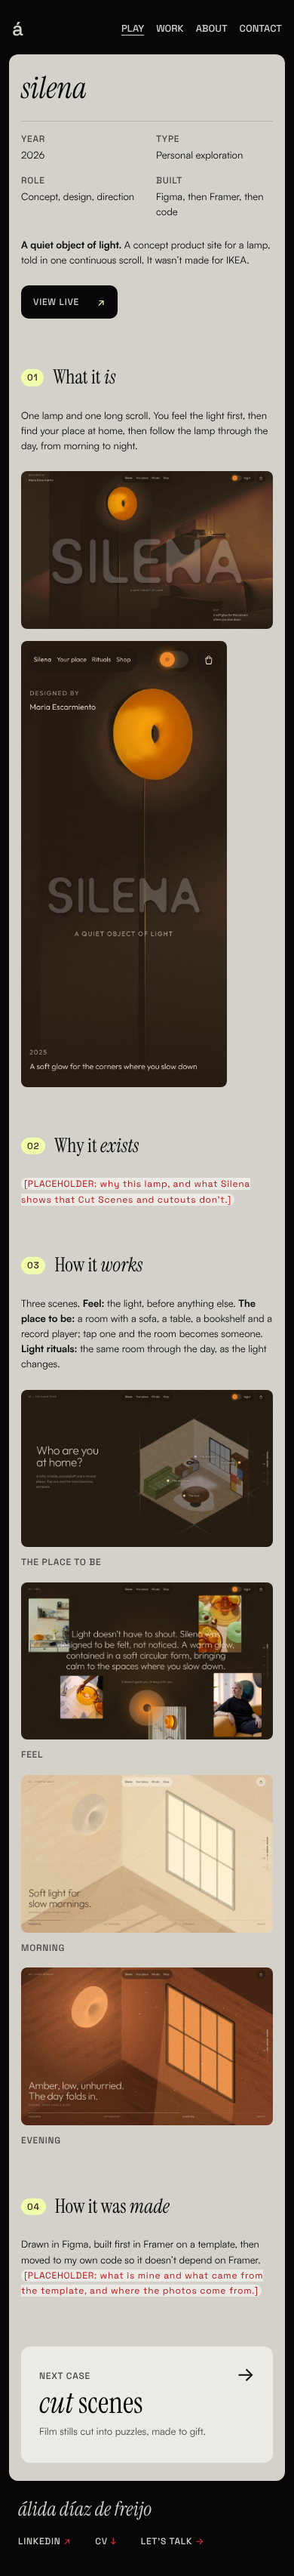 á PLAY WORK ABOUT CONTACT
silena
YEAR TYPE
2026 Personal exploration
ROLE BUILT
Concept, design, direction Figma, then Framer, then
code
A quiet object of light. A concept product site for a lamp,
told in one continuous scroll. It wasn't made for IKEA.
VIEW LIVE ↗
01 What it is
One lamp and one long scroll. You feel the light first, then
find your place at home, then follow the lamp through the
day, from morning to night.
SILENA
Silena Your place Rituals Shop
DESIGNED BY
Maria Escarmiento
SILENA
A QUIET OBJECT OF LIGHT
2025
A soft glow for the corners where you slow down
02 Why it exists
[PLACEHOLDER: why this lamp, and what Silena
shows that Cut Scenes and cutouts don't.]
03 How it works
Three scenes. Feel: the light, before anything else. The
place to be: a room with a sofa, a table, a bookshelf and a
record player; tap one and the room becomes someone.
Light rituals: the same room through the day, as the light
changes.
Who are you
at home?
THE PLACE TO BE
Light doesn't have to shout. Silena
designed to be felt, not noticed. A warm glow,
contained in a soft circular form, bringing
calm to the spaces where you slow down.
FEEL
Soft light for
slow mornings.
MORNING
Amber, low, unhurried.
The day folds in.
EVENING
04 How it was made
Drawn in Figma, built first in Framer on a template, then
moved to my own code so it doesn't depend on Framer.
[PLACEHOLDER: what is mine and what came from
the template, and where the photos come from.]
NEXT CASE →
cut scenes
Film stills cut into puzzles, made to gift.
álida díaz de freijo
LINKEDIN ↗ CV ↓ LET'S TALK →